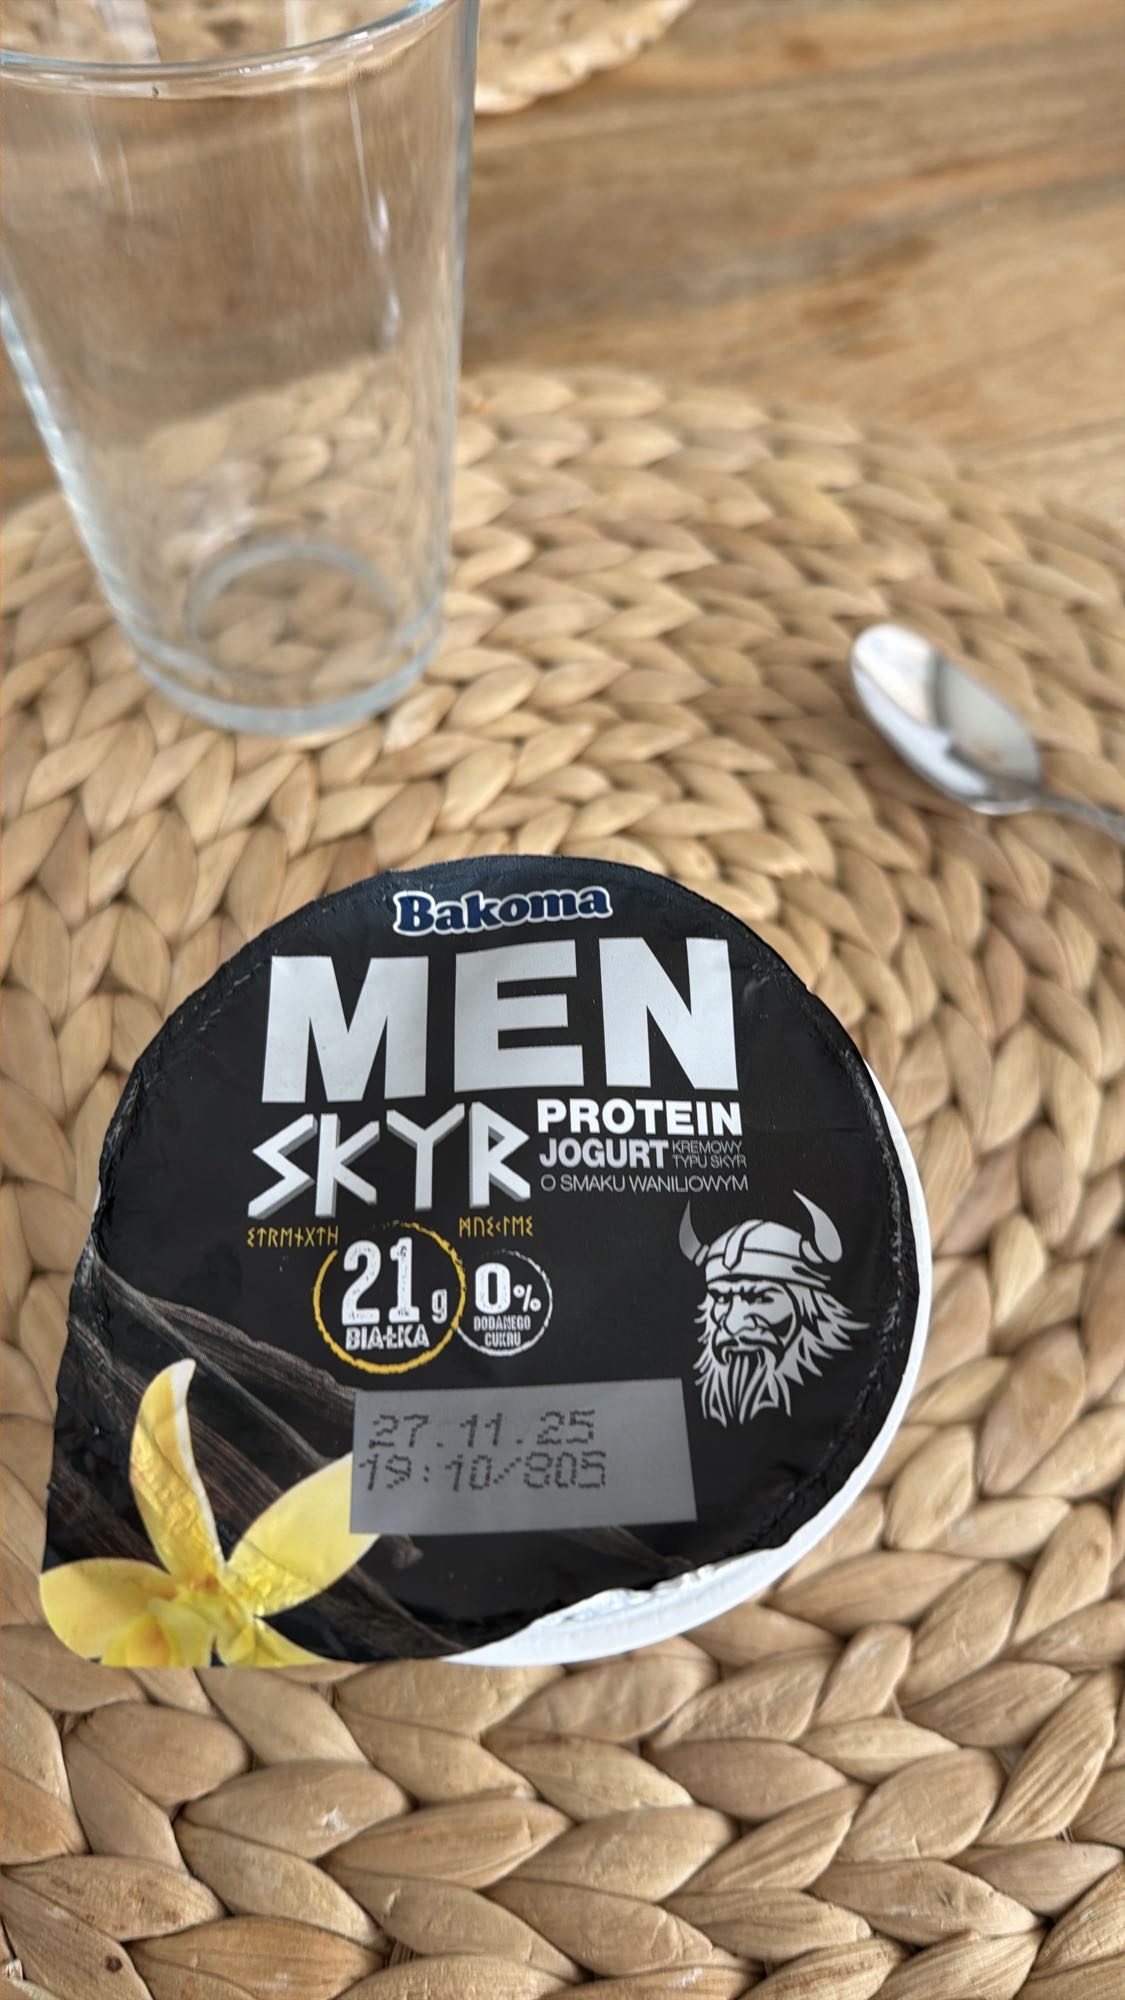 Bakoma
MEN
SKYR
PROTEIN
JOGURT KREMOWY
TYPU SKYR
O SMAKU WANILIOWYM
21 g
BIAŁKA
0%
DODANEGO
CUKRU
27.11.25
19:10/805